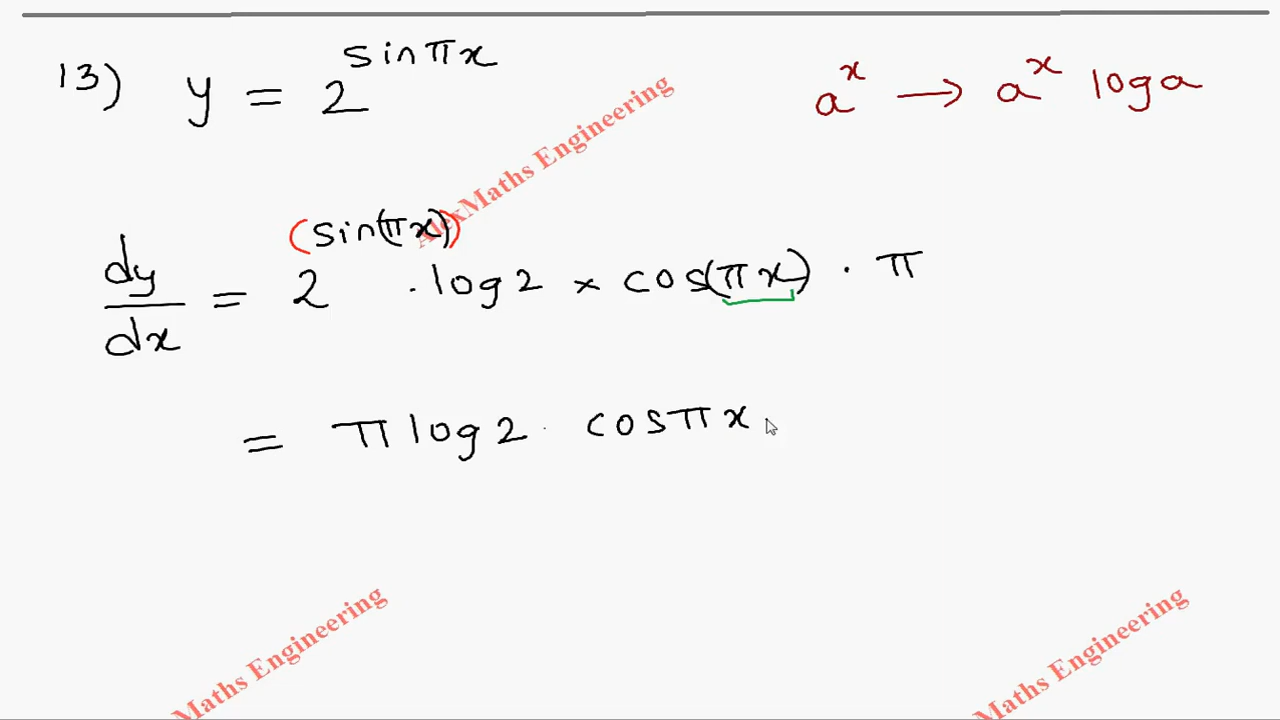 13) y = 2^sinπx
a^x → a^x log a
dy/dx = 2^(sin(πx)) . log 2 × cos(πx) . π
= π log 2 . cos πx
AlexMaths Engineering
Maths Engineering
Maths Engineering